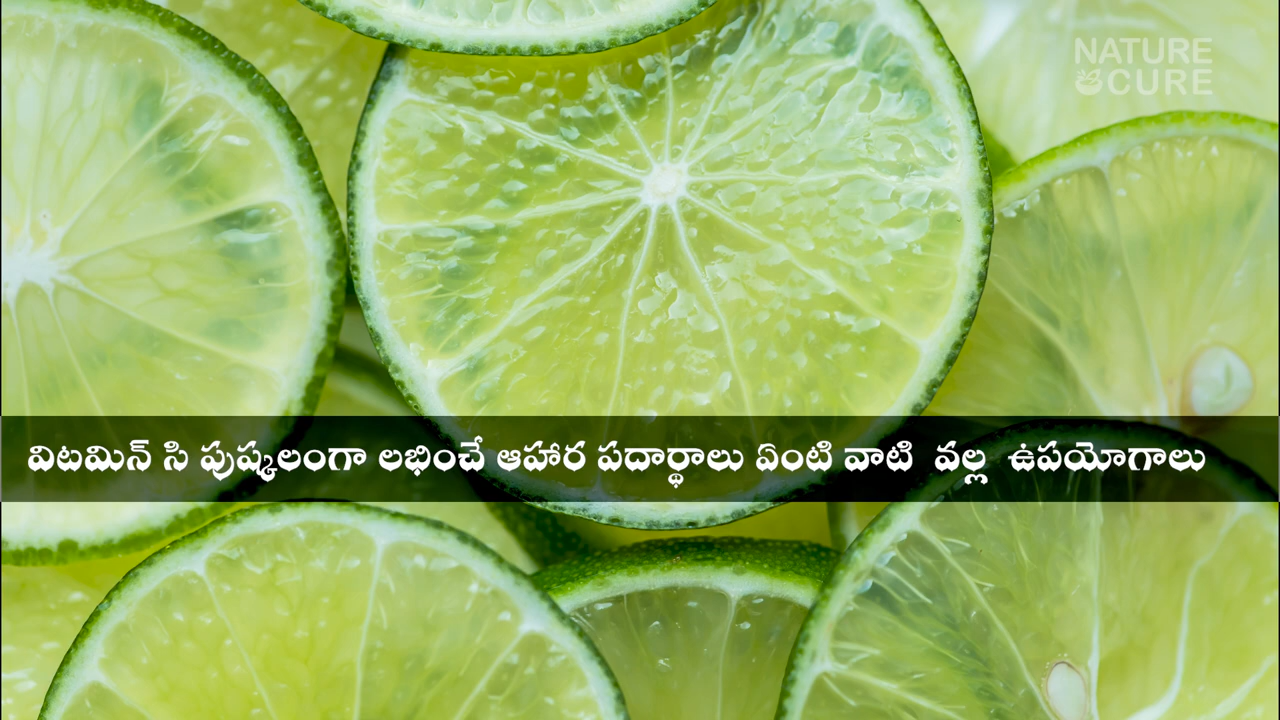 NATURE
CURE
విటమిన్ సి పుష్కలంగా లభించే ఆహార పదార్థాలు ఏంటి వాటి వల్ల ఉపయోగాలు